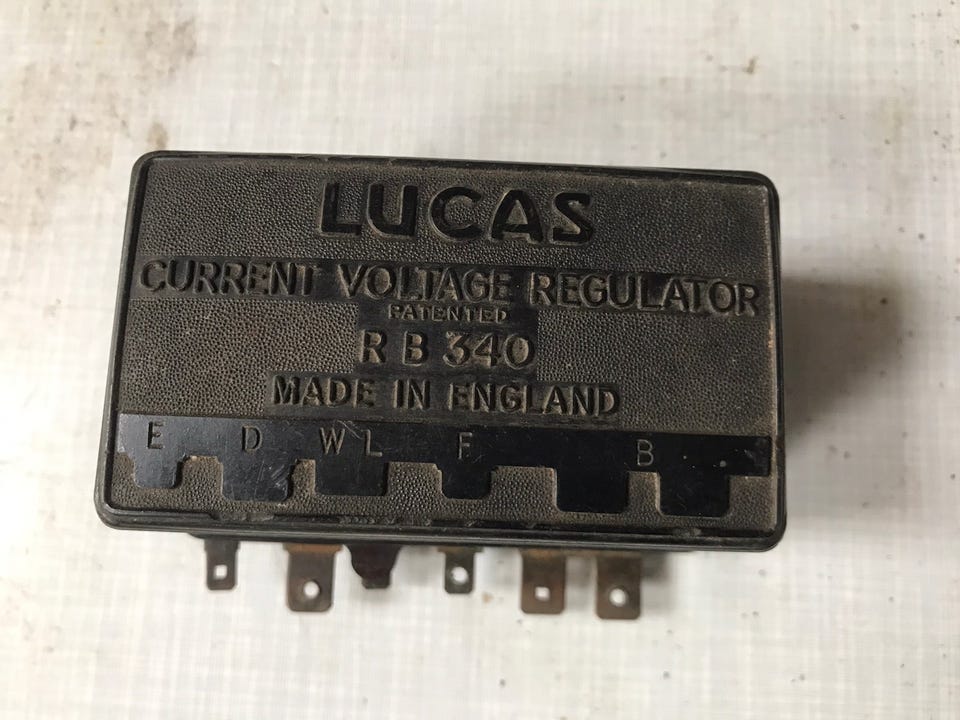 LUCAS
CURRENT VOLTAGE REGULATOR
PATENTED
R B 340
MADE IN ENGLAND
E D WL F B